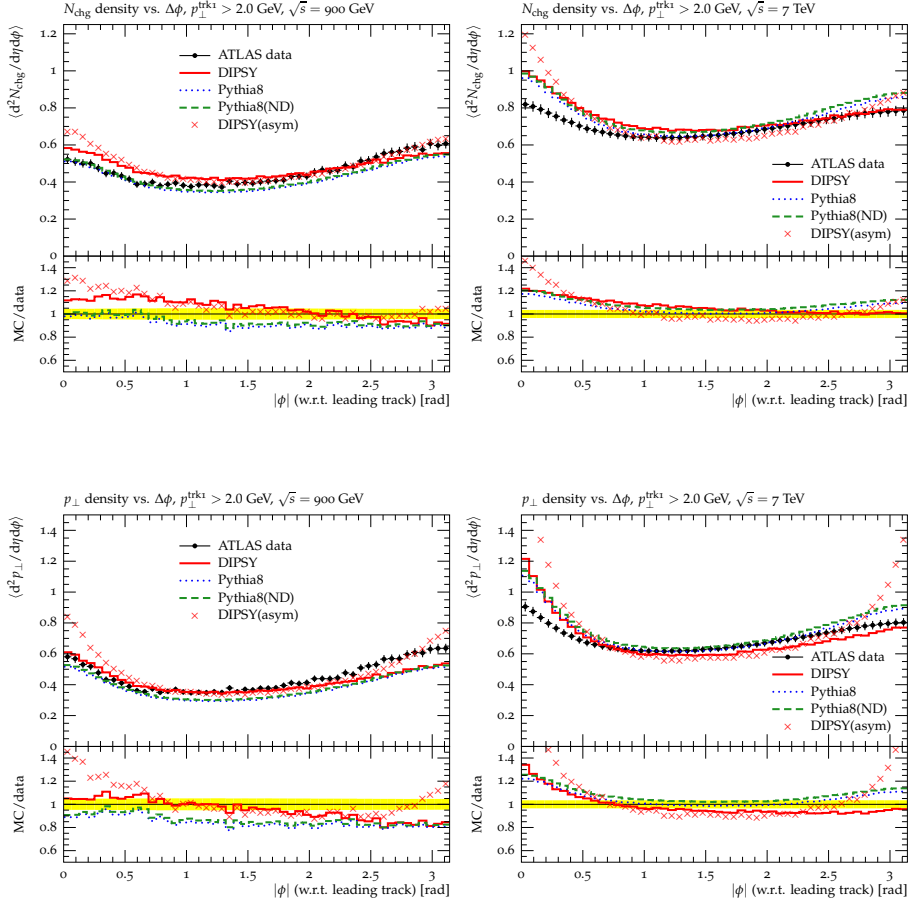 N_chg density vs. Δϕ, p_⊥^trk1 > 2.0 GeV, √s = 900 GeV
⟨d²N_chg/dη dϕ⟩
1.2
1
0.8
0.6
0.4
0.2
0
ATLAS data
DIPSY
Pythia8
Pythia8(ND)
DIPSY(asym)
MC/data
1.4
1.2
1
0.8
0.6
0 0.5 1 1.5 2 2.5 3
|ϕ| (w.r.t. leading track) [rad]
N_chg density vs. Δϕ, p_⊥^trk1 > 2.0 GeV, √s = 7 TeV
⟨d²N_chg/dη dϕ⟩
1.2
1
0.8
0.6
0.4
0.2
0
ATLAS data
DIPSY
Pythia8
Pythia8(ND)
DIPSY(asym)
MC/data
1.4
1.2
1
0.8
0.6
0 0.5 1 1.5 2 2.5 3
|ϕ| (w.r.t. leading track) [rad]
p_⊥ density vs. Δϕ, p_⊥^trk1 > 2.0 GeV, √s = 900 GeV
⟨d²p_⊥/dη dϕ⟩
1.4
1.2
1
0.8
0.6
0.4
0.2
0
ATLAS data
DIPSY
Pythia8
Pythia8(ND)
DIPSY(asym)
MC/data
1.4
1.2
1
0.8
0.6
0 0.5 1 1.5 2 2.5 3
|ϕ| (w.r.t. leading track) [rad]
p_⊥ density vs. Δϕ, p_⊥^trk1 > 2.0 GeV, √s = 7 TeV
⟨d²p_⊥/dη dϕ⟩
1.4
1.2
1
0.8
0.6
0.4
0.2
0
ATLAS data
DIPSY
Pythia8
Pythia8(ND)
DIPSY(asym)
MC/data
1.4
1.2
1
0.8
0.6
0 0.5 1 1.5 2 2.5 3
|ϕ| (w.r.t. leading track) [rad]